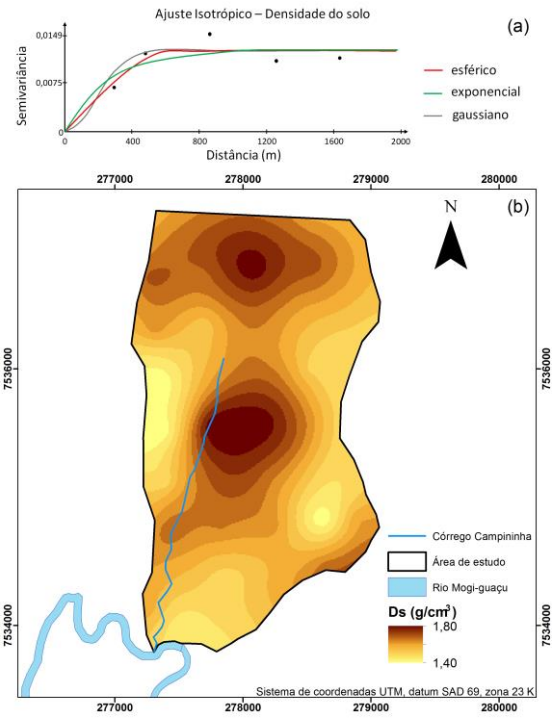 Ajuste Isotrópico – Densidade do solo
(a)
0,0149
0,0075
0
Semivariância
0 400 800 1200 1600 2000
Distância (m)
esférico
exponencial
gaussiano
277000 278000 279000 280000
(b)
N
7536000 7536000
7534000 7534000
Córrego Campininha
Área de estudo
Rio Mogi-guaçu
Ds (g/cm³)
1,80
1,40
Sistema de coordenadas UTM, datum SAD 69, zona 23 K
277000 278000 279000 280000